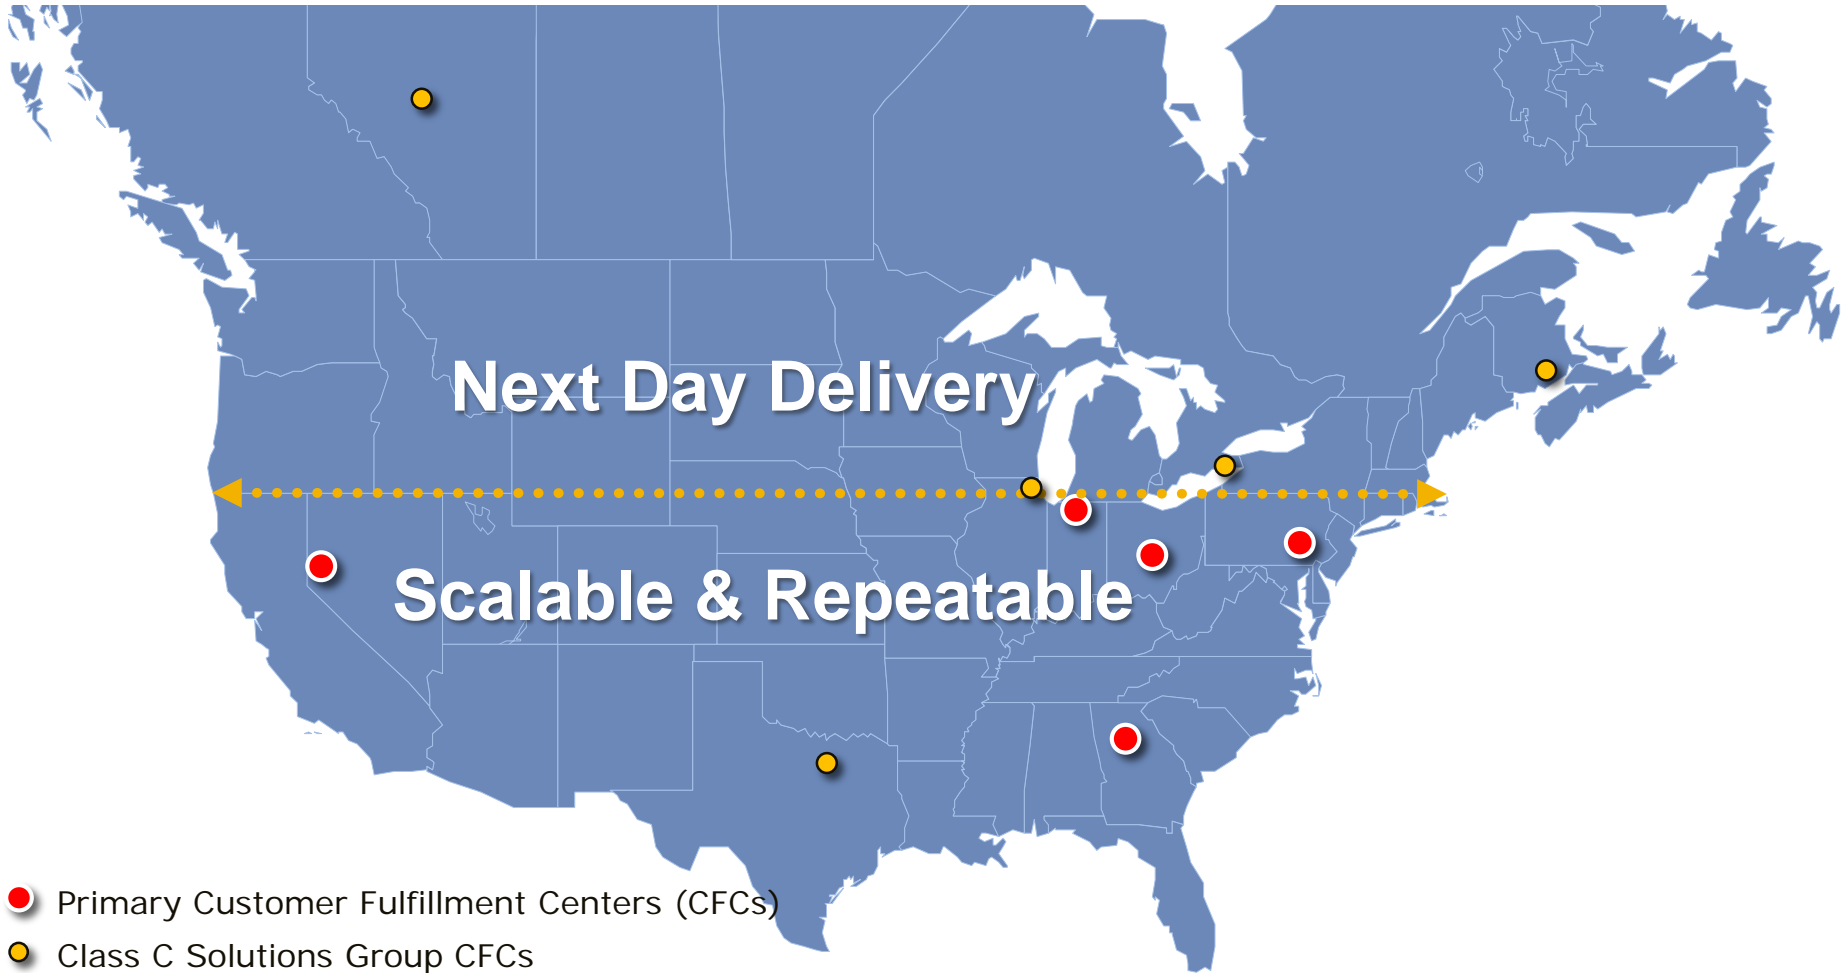 Next Day Delivery
Scalable & Repeatable
Primary Customer Fulfillment Centers (CFCs)
Class C Solutions Group CFCs